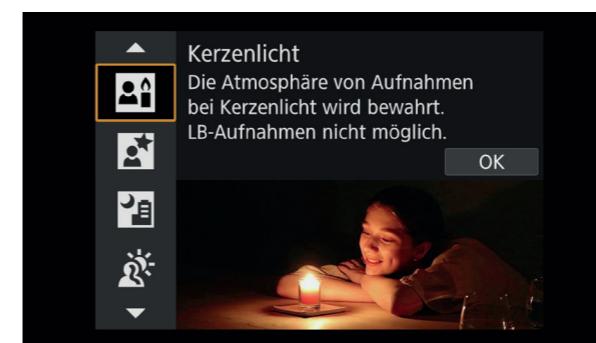 Kerzenlicht
Die Atmosphäre von Aufnahmen
bei Kerzenlicht wird bewahrt.
LB-Aufnahmen nicht möglich.
OK